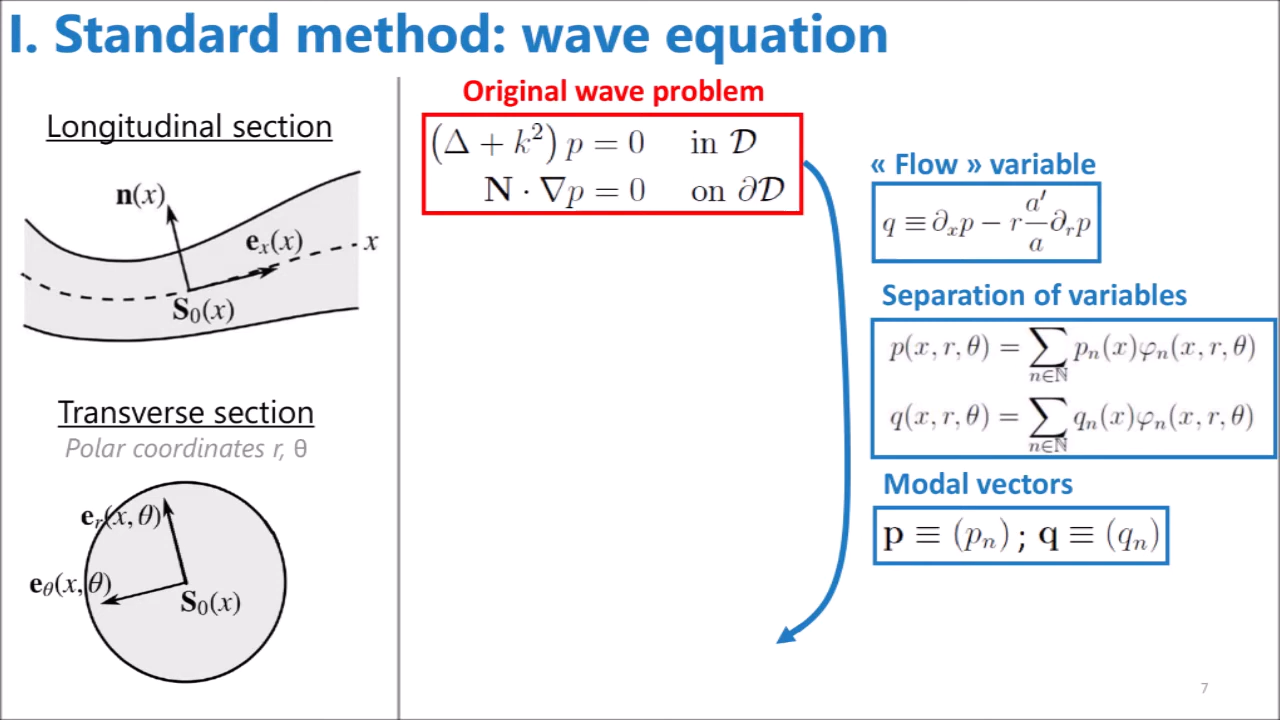 I. Standard method: wave equation
Longitudinal section
n(x)
e_x(x)
x
S_0(x)
Transverse section
Polar coordinates r, θ
e_r(x, θ)
e_θ(x, θ)
S_0(x)
Original wave problem
(Δ + k²) p = 0 in 𝒟
N · ∇p = 0 on ∂𝒟
« Flow » variable
q ≡ ∂_x p − r a′/a ∂_r p
Separation of variables
p(x, r, θ) = ∑_{n∈ℕ} p_n(x)φ_n(x, r, θ)
q(x, r, θ) = ∑_{n∈ℕ} q_n(x)φ_n(x, r, θ)
Modal vectors
p ≡ (p_n) ; q ≡ (q_n)
7